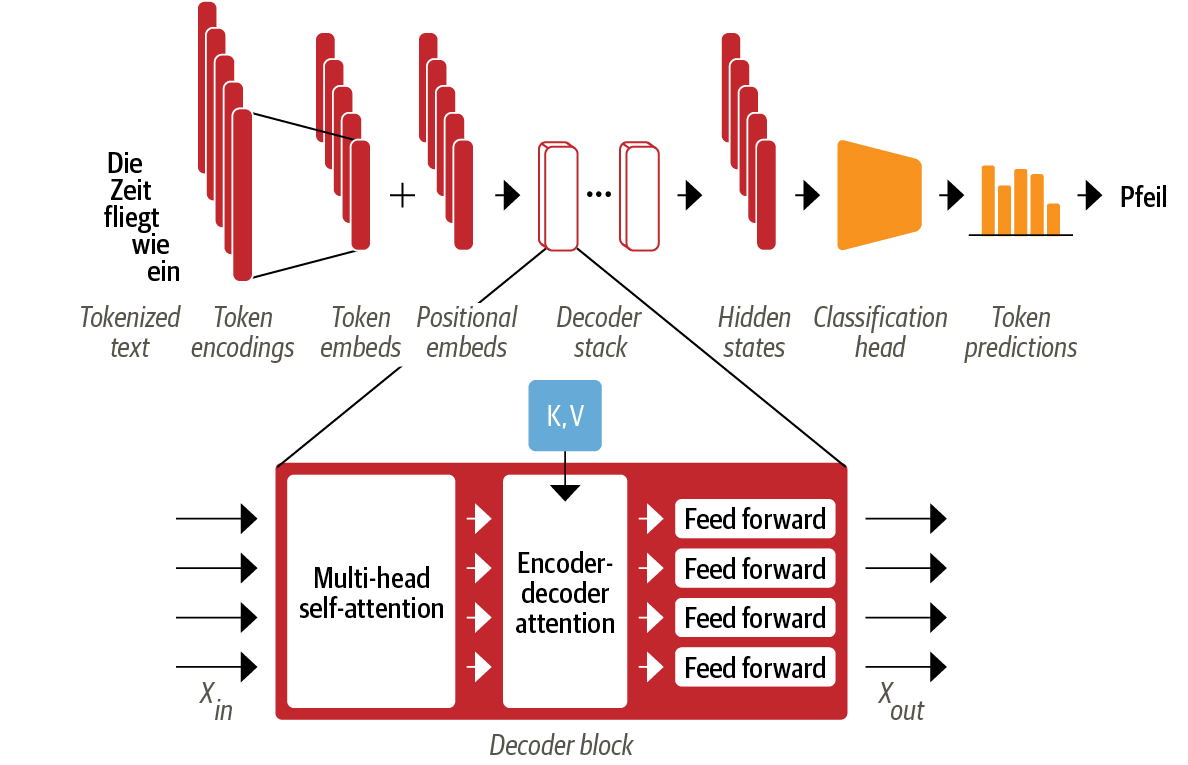 Die
Zeit
fliegt
wie
ein
Pfeil
Tokenized
text
Token
encodings
Token
embeds
Positional
embeds
Decoder
stack
Hidden
states
Classification
head
Token
predictions
K,V
Multi-head
self-attention
Encoder-
decoder
attention
Feed forward
Feed forward
Feed forward
Feed forward
X in
X out
Decoder block